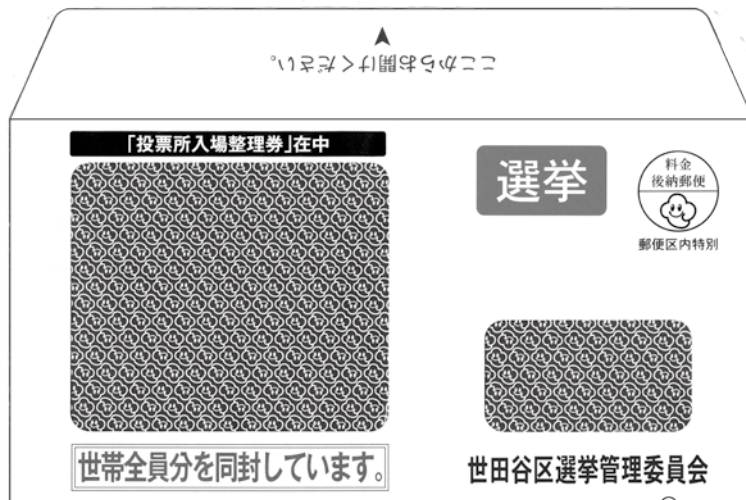 ここからお開けください。
「投票所入場整理券」在中
選挙
料金
後納郵便
郵便区内特別
世帯全員分を同封しています。
世田谷区選挙管理委員会